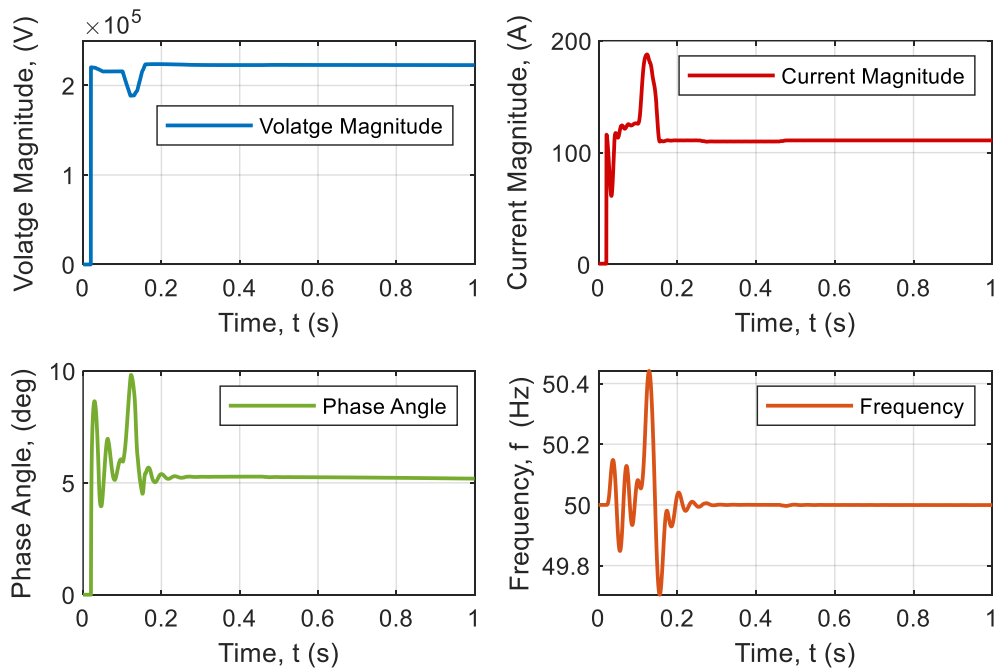 ×10⁵
Volatge Magnitude, (V)
2
1
0
Volatge Magnitude
0 0.2 0.4 0.6 0.8 1
Time, t (s)
Current Magnitude, (A)
200
100
0
Current Magnitude
0 0.2 0.4 0.6 0.8 1
Time, t (s)
Phase Angle, (deg)
10
5
0
Phase Angle
0 0.2 0.4 0.6 0.8 1
Time, t (s)
Frequency, f (Hz)
50.4
50.2
50
49.8
Frequency
0 0.2 0.4 0.6 0.8 1
Time, t (s)